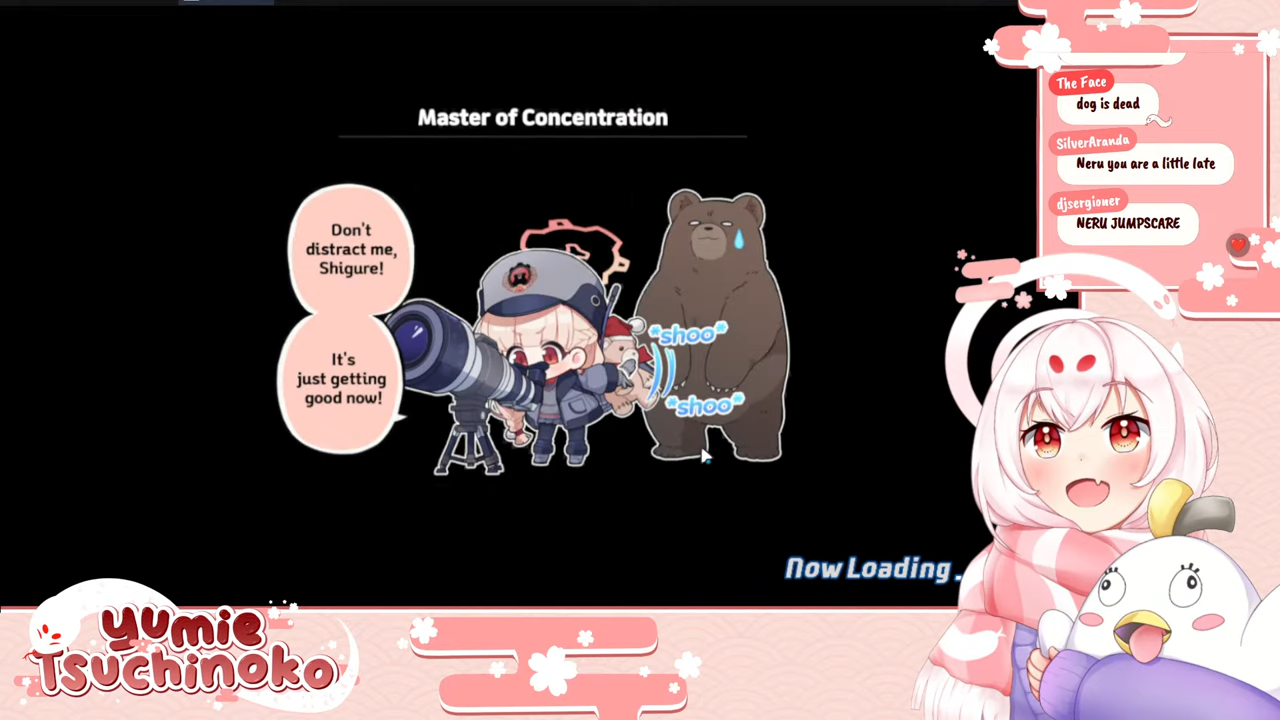 Master of Concentration
Don't
distract me,
Shigure!
It's
just getting
good now!
*shoo*
*shoo*
Now Loading .
The Face
dog is dead
SilverAranda
Neru you are a little late
djsergioner
NERU JUMPSCARE
yumie
Tsuchinoko